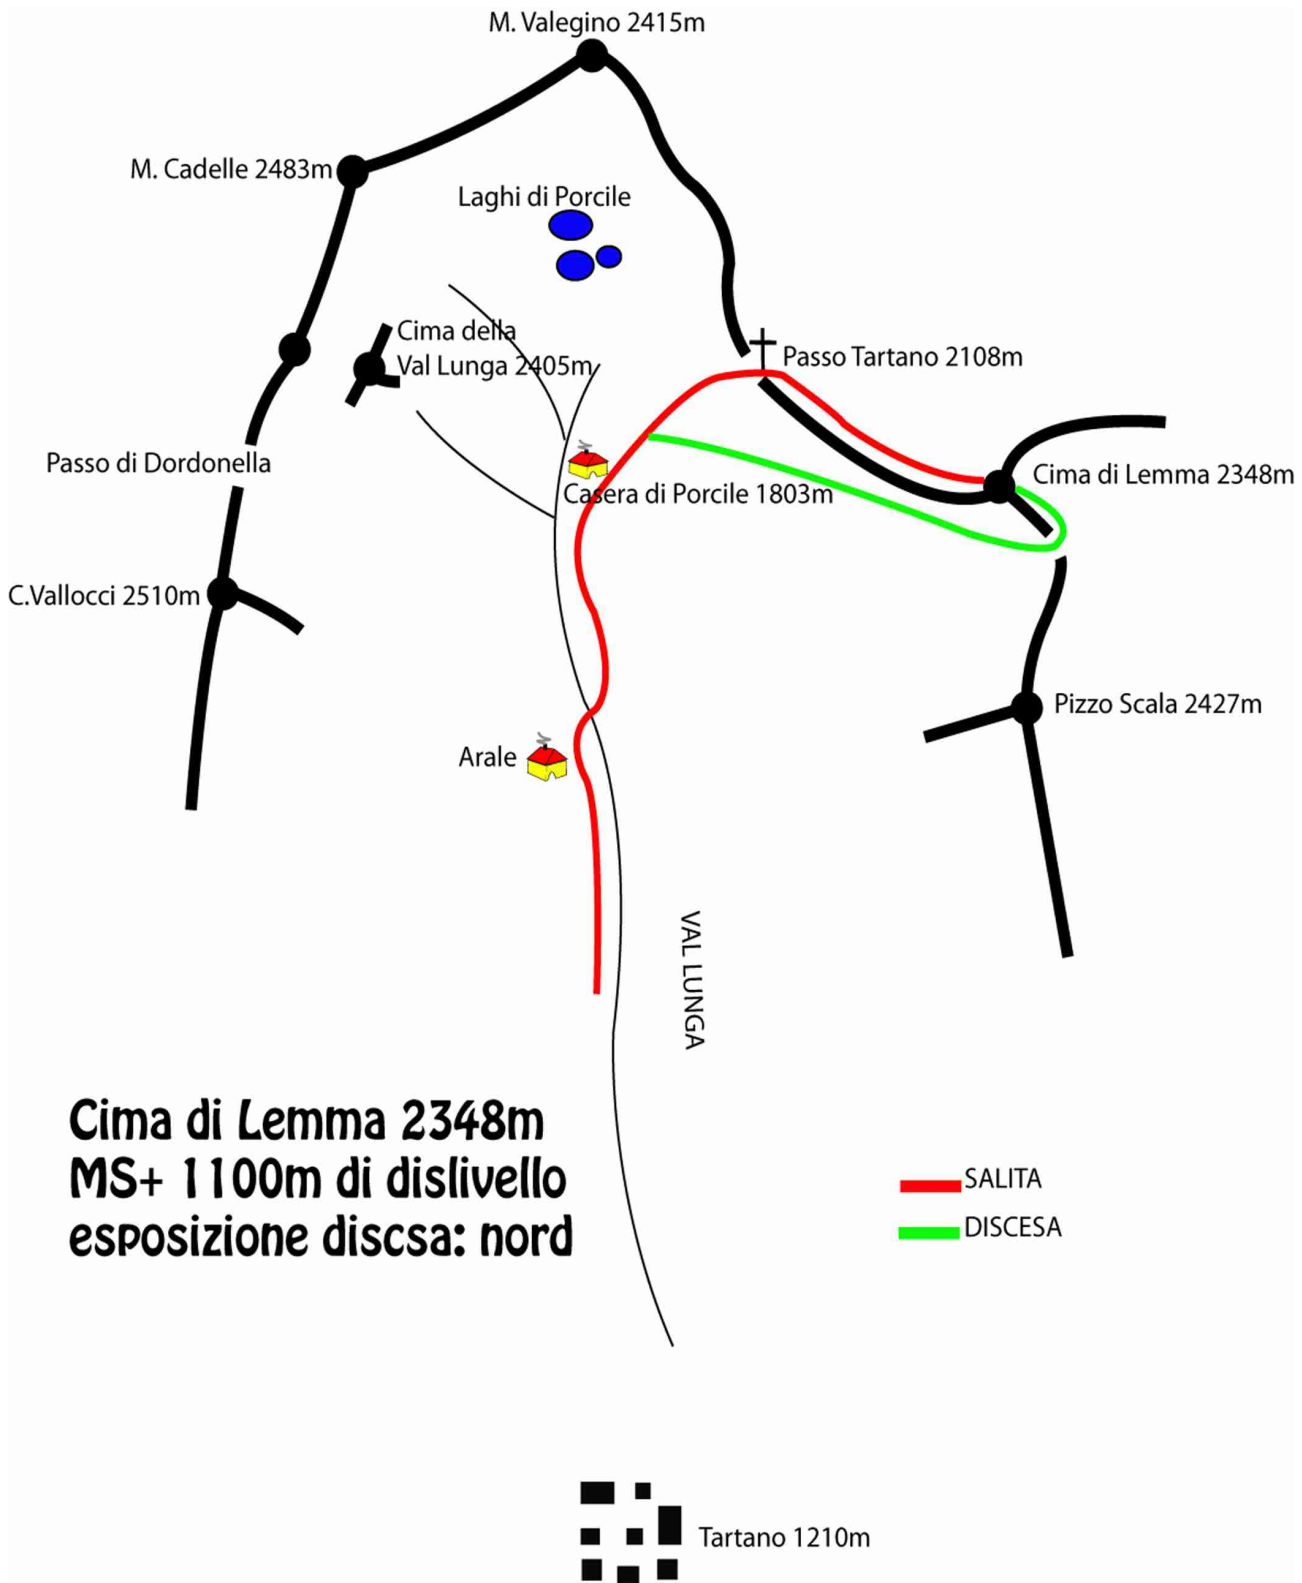 M. Valegino 2415m
M. Cadelle 2483m
Laghi di Porcile
Cima della
Val Lunga 2405m
Passo Tartano 2108m
Passo di Dordonella
Cima di Lemma 2348m
Casera di Porcile 1803m
C.Vallocci 2510m
Pizzo Scala 2427m
Arale
VAL LUNGA
Cima di Lemma 2348m
MS+ 1100m di dislivello
esposizione discsa: nord
SALITA
DISCESA
Tartano 1210m